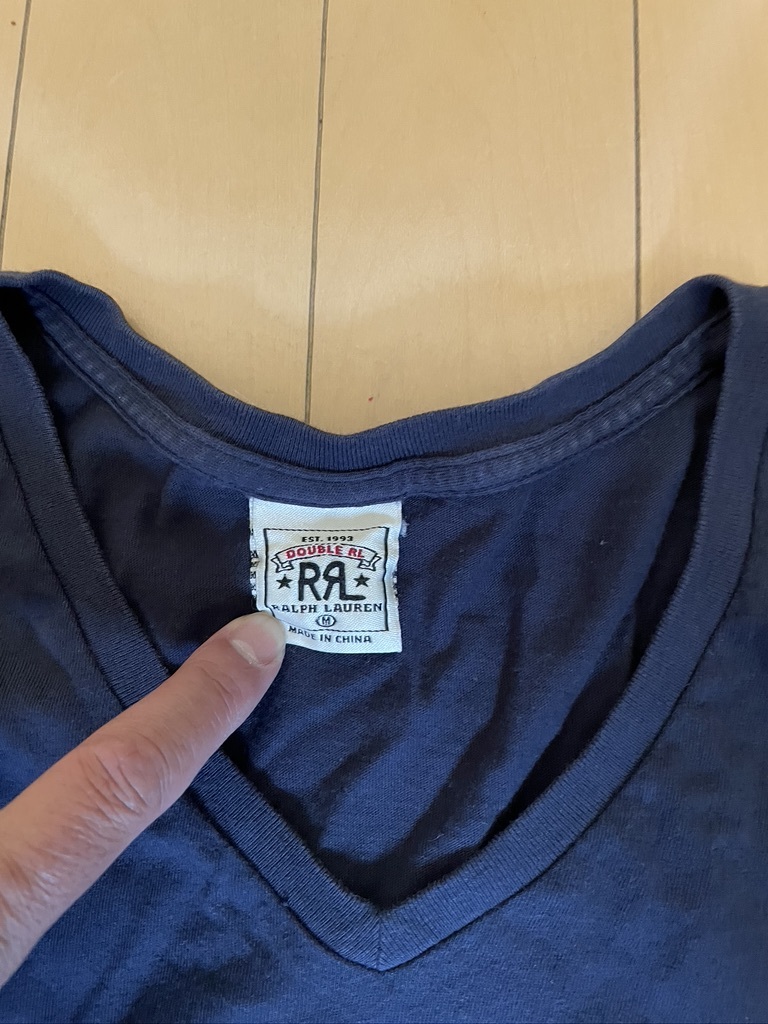 EST. 1993
DOUBLE RL
RRL
RALPH LAUREN
M
MADE IN CHINA